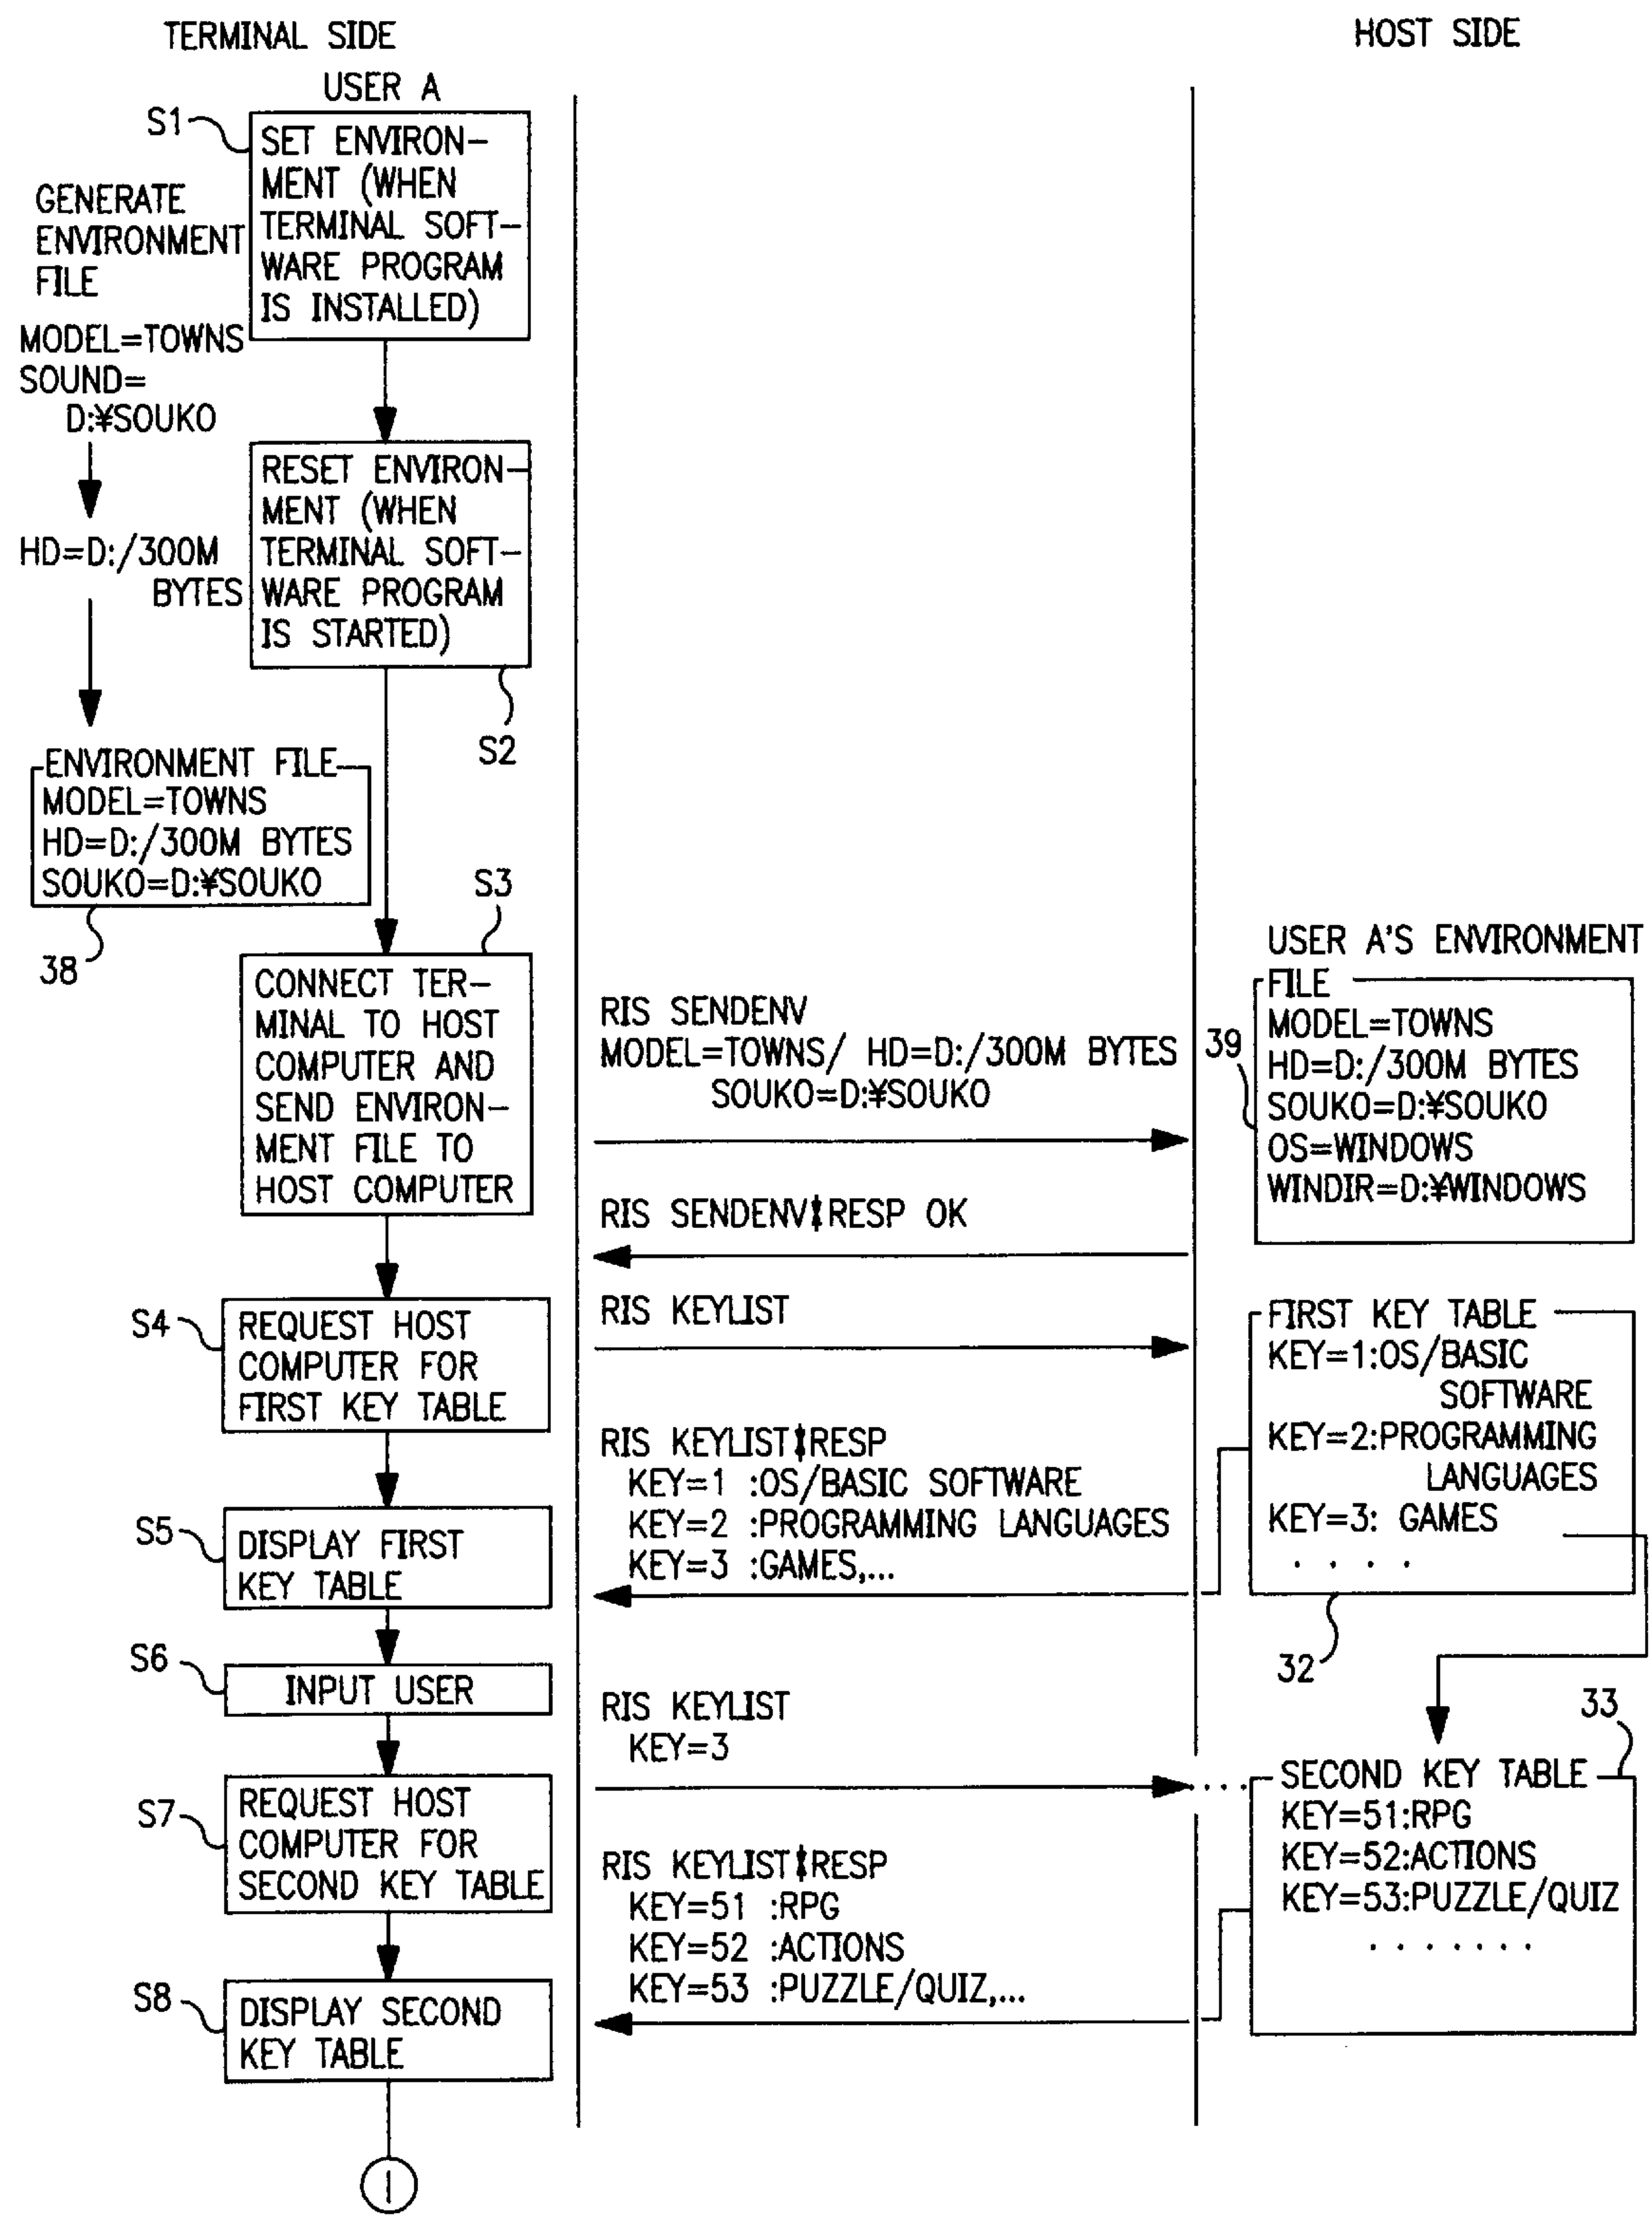 TERMINAL SIDE
HOST SIDE
USER A
S1
SET ENVIRON-
MENT (WHEN
TERMINAL SOFT-
WARE PROGRAM
IS INSTALLED)
GENERATE
ENVIRONMENT
FILE
MODEL=TOWNS
SOUND=
D:¥SOUKO
HD=D:/300M
BYTES
RESET ENVIRON-
MENT (WHEN
TERMINAL SOFT-
WARE PROGRAM
IS STARTED)
S2
ENVIRONMENT FILE
MODEL=TOWNS
HD=D:/300M BYTES
SOUKO=D:¥SOUKO
38
S3
CONNECT TER-
MINAL TO HOST
COMPUTER AND
SEND ENVIRON-
MENT FILE TO
HOST COMPUTER
RIS SENDENV
MODEL=TOWNS/ HD=D:/300M BYTES
SOUKO=D:¥SOUKO
USER A'S ENVIRONMENT
FILE
MODEL=TOWNS
HD=D:/300M BYTES
SOUKO=D:¥SOUKO
OS=WINDOWS
WINDIR=D:¥WINDOWS
39
RIS SENDENV RESP OK
S4
REQUEST HOST
COMPUTER FOR
FIRST KEY TABLE
RIS KEYLIST
FIRST KEY TABLE
KEY=1:OS/BASIC
SOFTWARE
KEY=2:PROGRAMMING
LANGUAGES
KEY=3: GAMES
. . . .
32
RIS KEYLIST RESP
KEY=1 :OS/BASIC SOFTWARE
KEY=2 :PROGRAMMING LANGUAGES
KEY=3 :GAMES,...
S5
DISPLAY FIRST
KEY TABLE
S6
INPUT USER
RIS KEYLIST
KEY=3
S7
REQUEST HOST
COMPUTER FOR
SECOND KEY TABLE
33
SECOND KEY TABLE
KEY=51:RPG
KEY=52:ACTIONS
KEY=53:PUZZLE/QUIZ
. . . . . . .
RIS KEYLIST RESP
KEY=51 :RPG
KEY=52 :ACTIONS
KEY=53 :PUZZLE/QUIZ,...
S8
DISPLAY SECOND
KEY TABLE
1